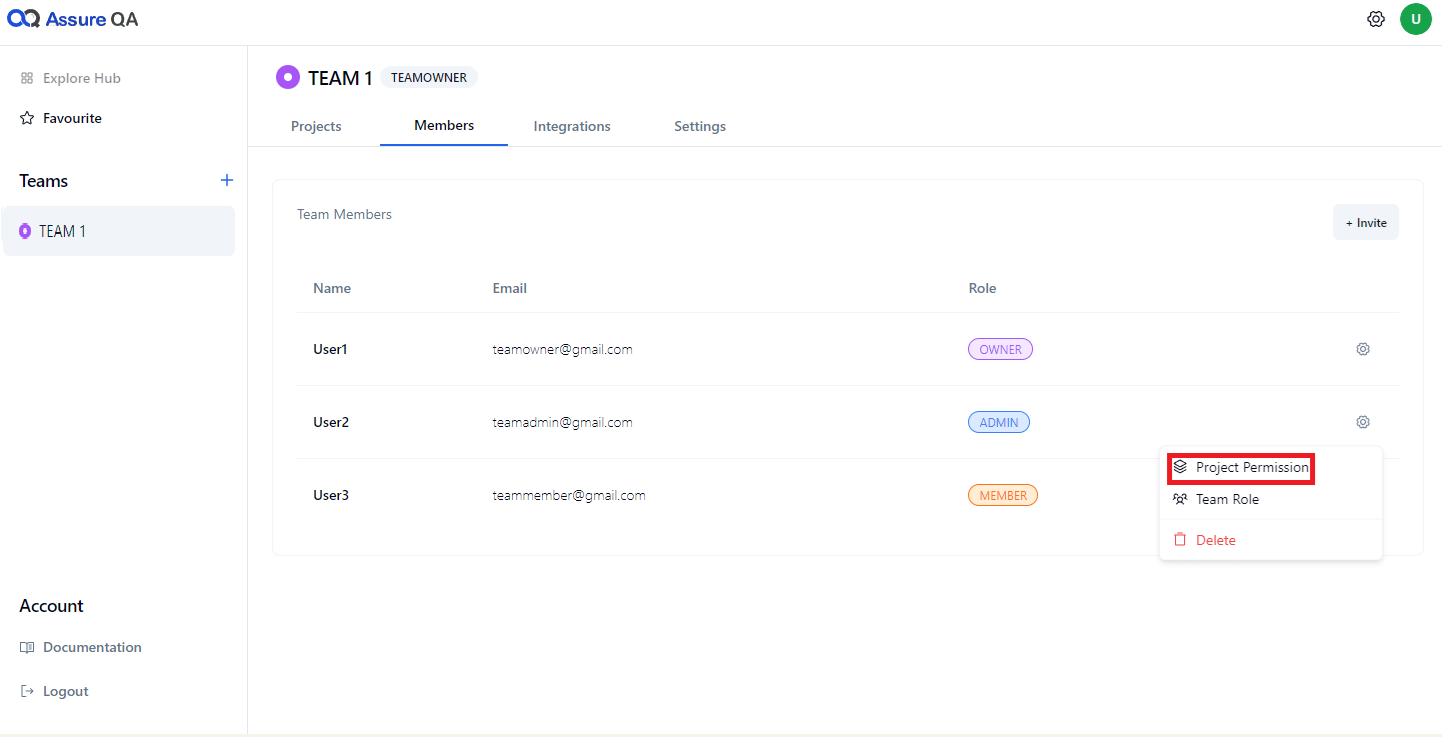 Assure QA
U
Explore Hub
Favourite
Teams
+
TEAM 1
Account
Documentation
Logout
TEAM 1 TEAMOWNER
Projects Members Integrations Settings
Team Members
+ Invite
Name Email Role
User1 teamowner@gmail.com OWNER
User2 teamadmin@gmail.com ADMIN
User3 teammember@gmail.com MEMBER
Project Permission
Team Role
Delete